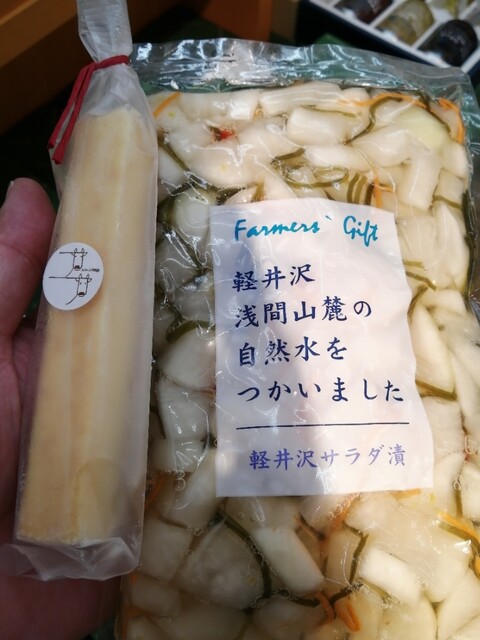 Farmers` Gift
軽井沢
浅間山麓の
自然水を
つかいました
軽井沢サラダ漬